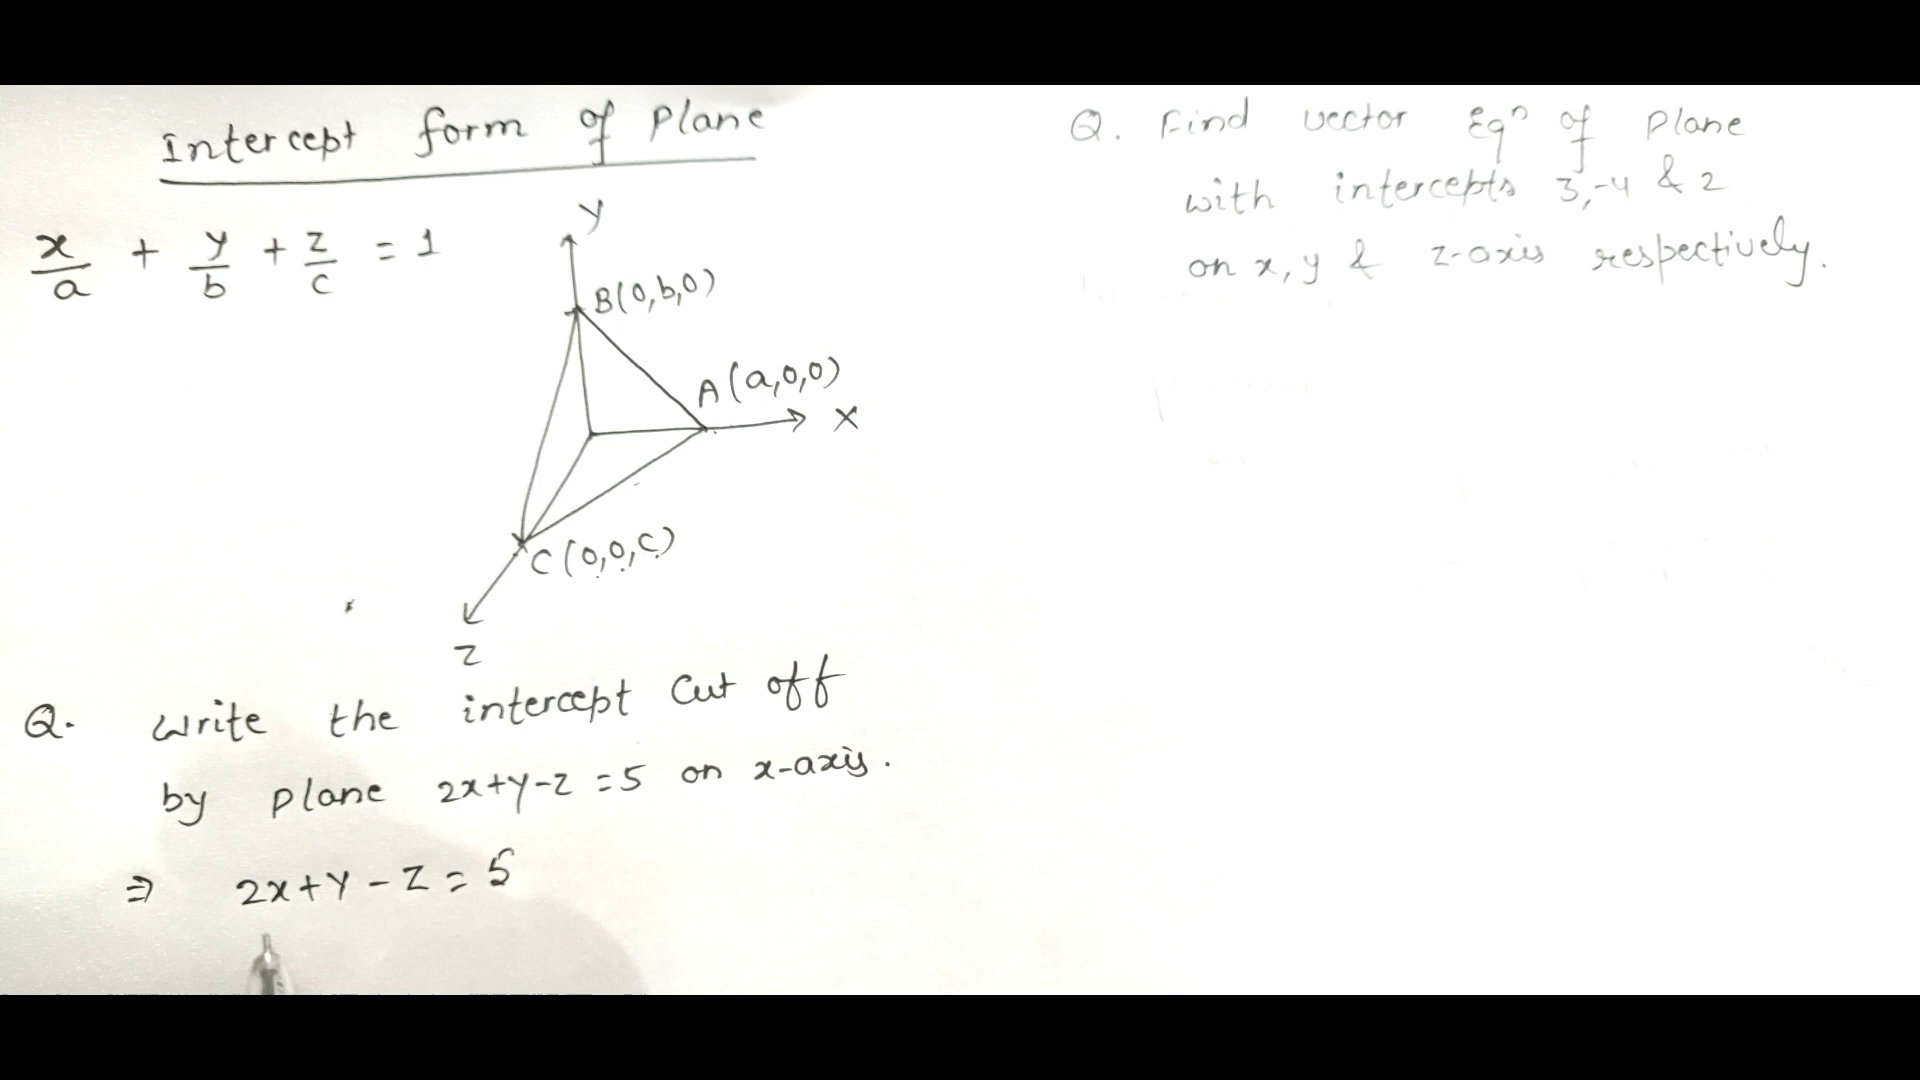 Intercept form of Plane
x/a + y/b + z/c = 1
Y
B(0,b,0)
A(a,0,0)
X
C(0,0,c)
Z
Q. Write the intercept cut off
by plane 2x+y-z =5 on x-axis.
⇒ 2x+y-z=5
Q. Find vector Eqⁿ of Plane
with intercepts 3,-4 & 2
on x, y & z-axis respectively.